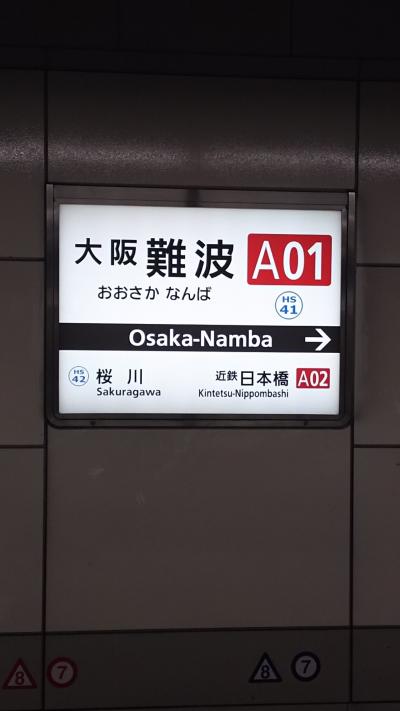 大阪難波 A01
おおさか なんば
HS
41
Osaka-Namba →
HS
42
桜川
Sakuragawa
近鉄日本橋 A02
Kintetsu-Nippombashi
8 7 8 7